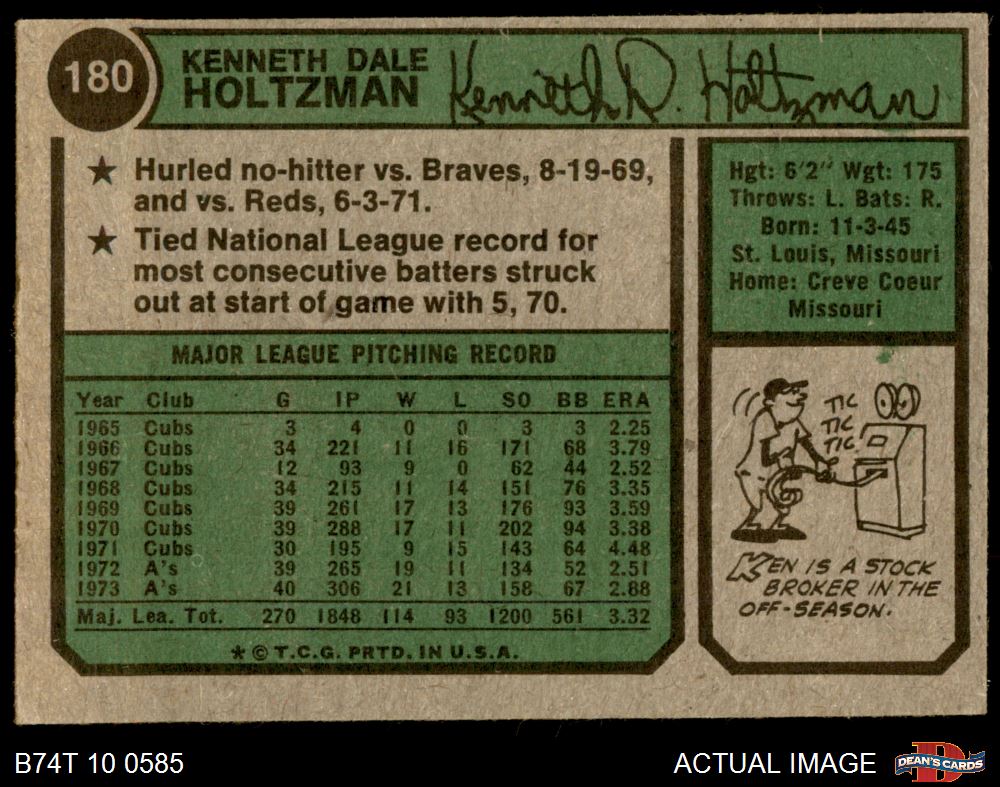 180
KENNETH DALE
HOLTZMAN
Kenneth D. Holtzman
★ Hurled no-hitter vs. Braves, 8-19-69,
and vs. Reds, 6-3-71.
★ Tied National League record for
most consecutive batters struck
out at start of game with 5, 70.
Hgt: 6'2" Wgt: 175
Throws: L. Bats: R.
Born: 11-3-45
St. Louis, Missouri
Home: Creve Coeur
Missouri
MAJOR LEAGUE PITCHING RECORD
Year Club G IP W L SO BB ERA
1965 Cubs 3 4 0 0 3 3 2.25
1966 Cubs 34 221 11 16 171 68 3.79
1967 Cubs 12 93 9 0 62 44 2.52
1968 Cubs 34 215 11 14 151 76 3.35
1969 Cubs 39 261 17 13 176 93 3.59
1970 Cubs 39 288 17 11 202 94 3.38
1971 Cubs 30 195 9 15 143 64 4.48
1972 A's 39 265 19 11 134 52 2.51
1973 A's 40 306 21 13 158 67 2.88
Maj. Lea. Tot. 270 1848 114 93 1200 561 3.32
* © T.C.G. PRTD. IN U.S.A.
TIC
TIC
TIC
KEN IS A STOCK
BROKER IN THE
OFF-SEASON.
B74T 10 0585
ACTUAL IMAGE
D
DEAN'S CARDS